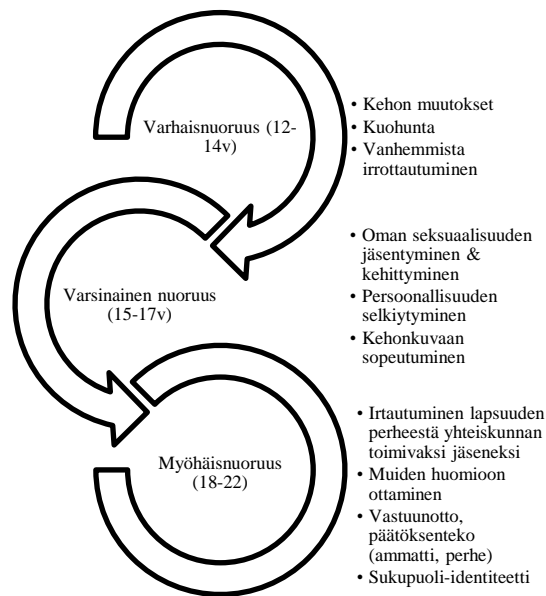 Varhaisnuoruus (12-
14v)
• Kehon muutokset
• Kuohunta
• Vanhemmista
irrottautuminen
Varsinainen nuoruus
(15-17v)
• Oman seksuaalisuuden
jäsentyminen &
kehittyminen
• Persoonallisuuden
selkiytyminen
• Kehonkuvaan
sopeutuminen
Myöhäisnuoruus
(18-22)
• Irtautuminen lapsuuden
perheestä yhteiskunnan
toimivaksi jäseneksi
• Muiden huomioon
ottaminen
• Vastuunotto,
päätöksenteko
(ammatti, perhe)
• Sukupuoli-identiteetti